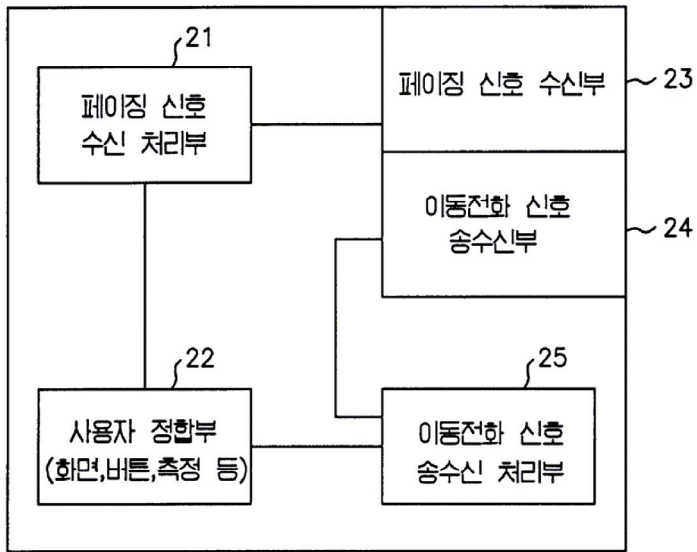 21
페이징 신호
수신 처리부
페이징 신호 수신부
23
이동전화 신호
송수신부
24
22
사용자 정합부
(화면,버튼,측정 등)
25
이동전화 신호
송수신 처리부